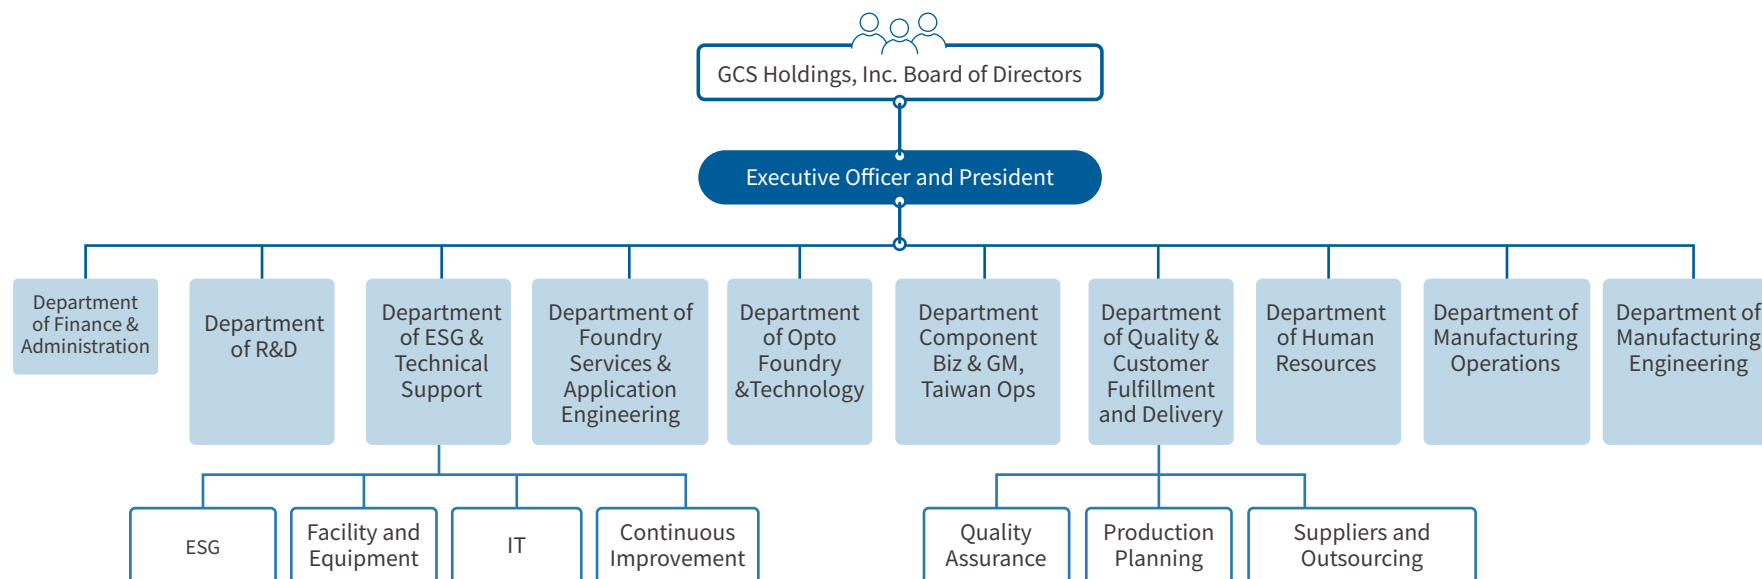 GCS Holdings, Inc. Board of Directors
Executive Officer and President
Department
of Finance &
Administration
Department
of R&D
Department
of ESG &
Technical
Support
Department of
Foundry
Services &
Application
Engineering
Department
of Opto
Foundry
&Technology
Department
Component
Biz & GM,
Taiwan Ops
Department
of Quality &
Customer
Fulfillment
and Delivery
Department
of Human
Resources
Department of
Manufacturing
Operations
Department of
Manufacturing
Engineering
ESG
Facility and
Equipment
IT
Continuous
Improvement
Quality
Assurance
Production
Planning
Suppliers and
Outsourcing